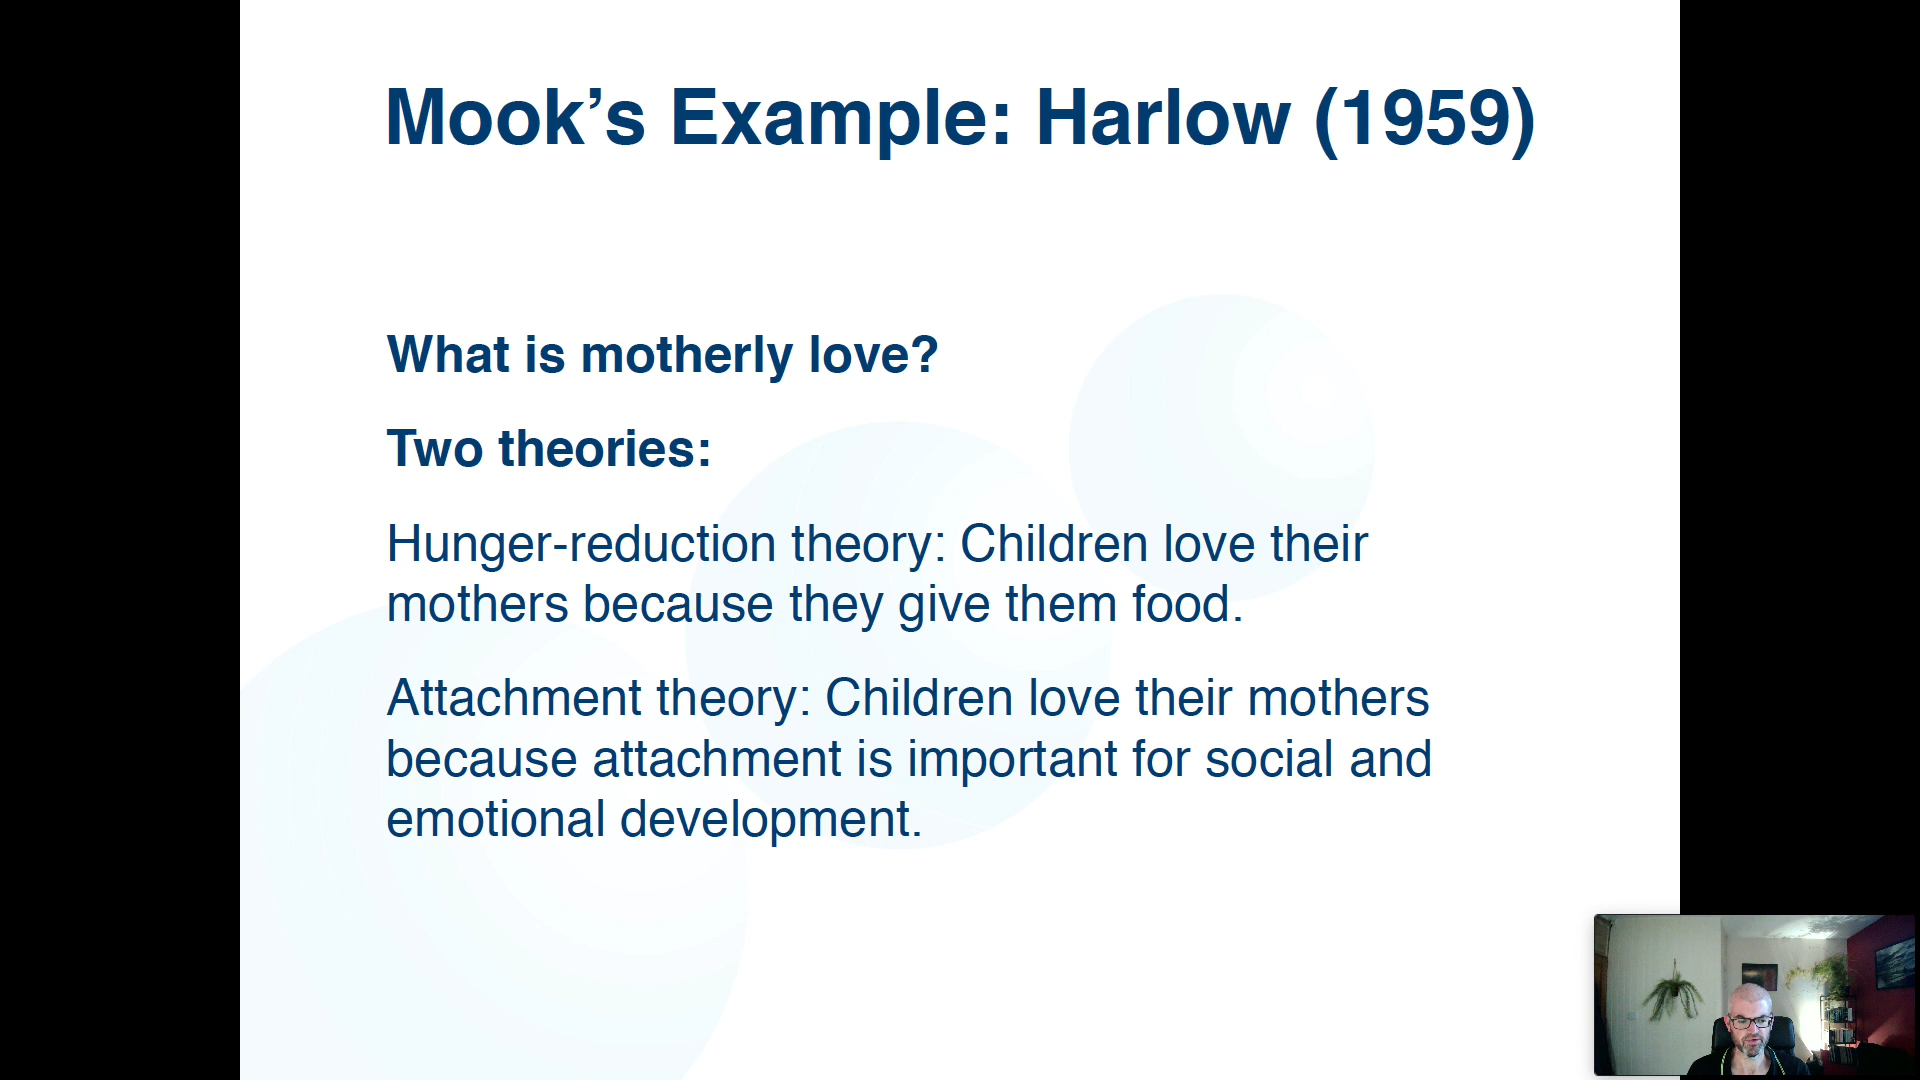 Mook’s Example: Harlow (1959)
What is motherly love?
Two theories:
Hunger-reduction theory: Children love their
mothers because they give them food.
Attachment theory: Children love their mothers
because attachment is important for social and
emotional development.